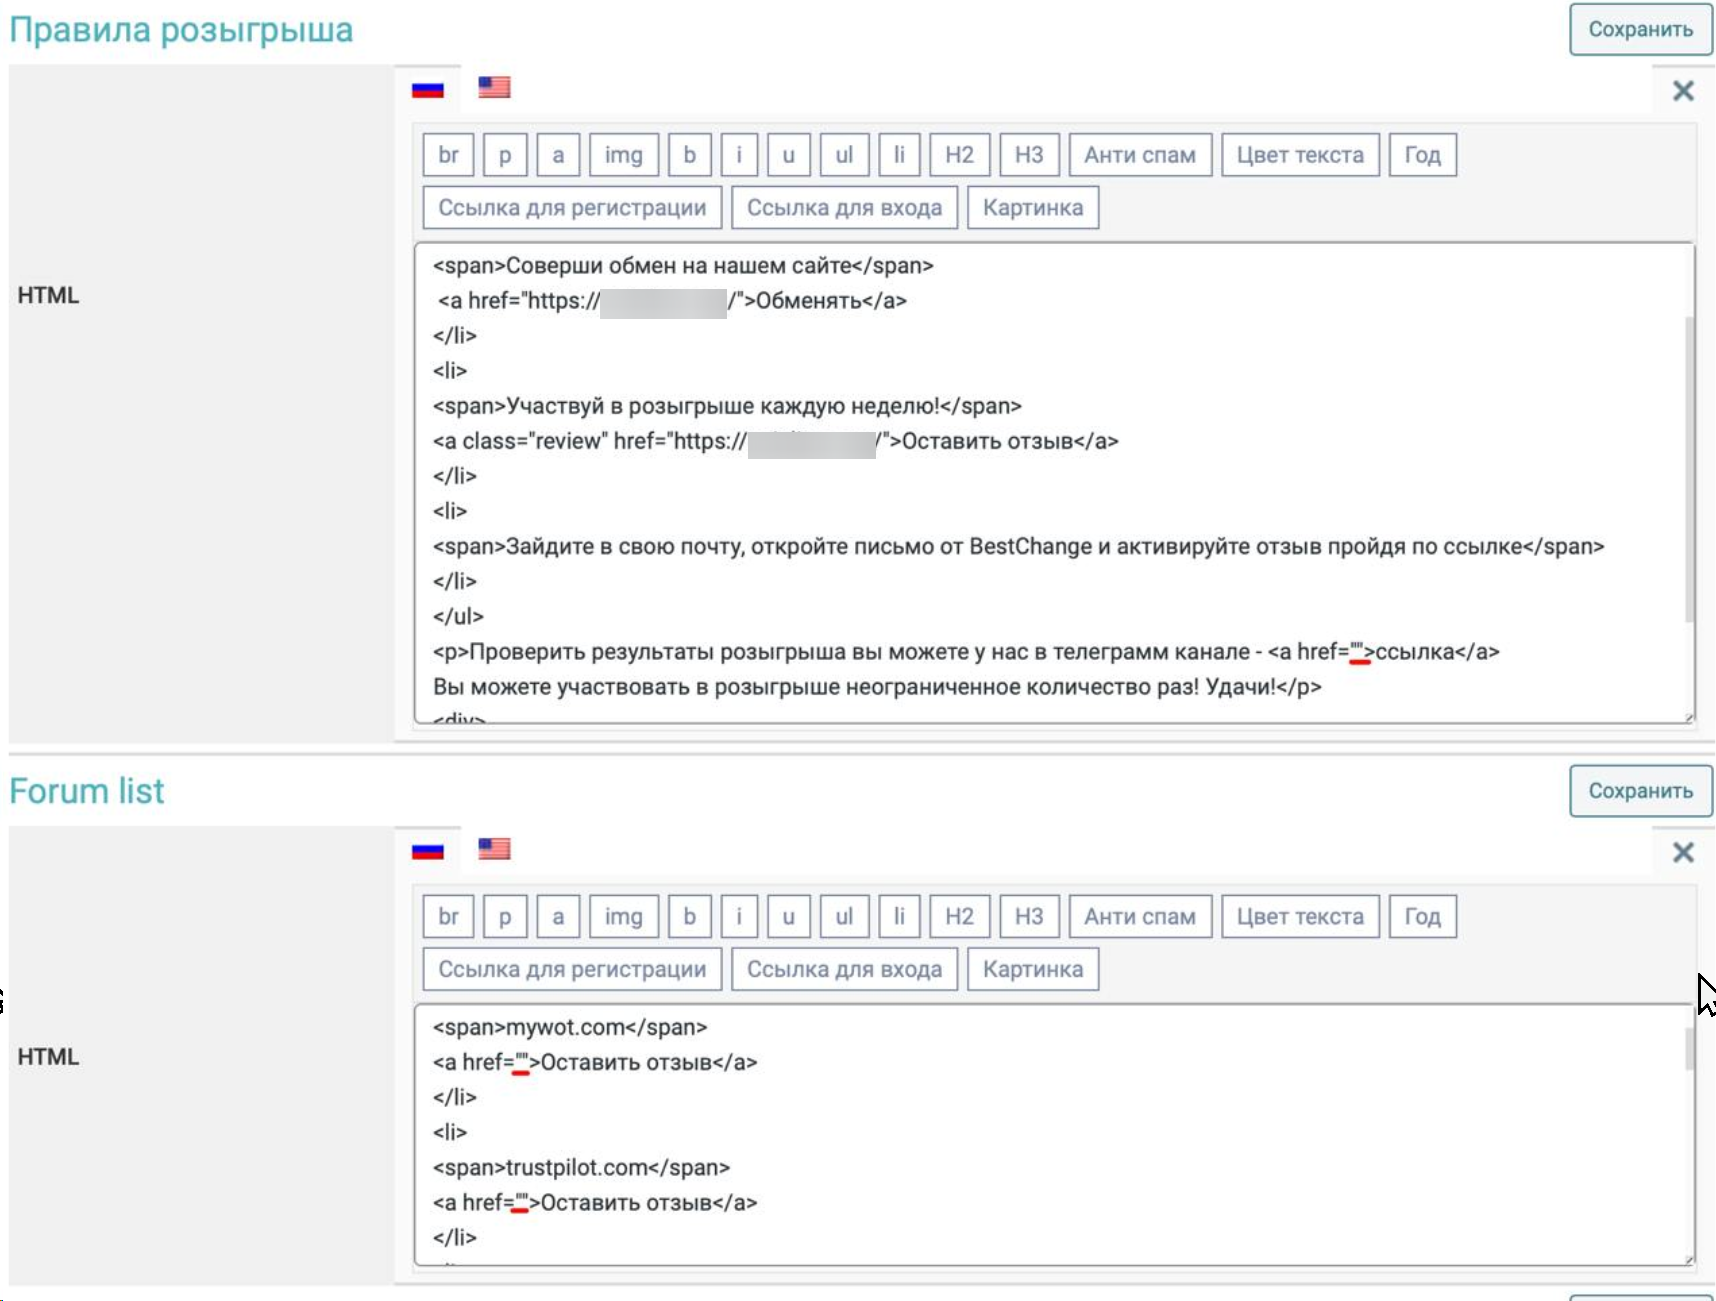 Правила розыгрыша
Сохранить
br p a img b i u ul li H2 H3 Анти спам Цвет текста Год
Ссылка для регистрации Ссылка для входа Картинка
HTML
<span>Соверши обмен на нашем сайте</span>
<a href="https:// /">Обменять</a>
</li>
<li>
<span>Участвуй в розыгрыше каждую неделю!</span>
<a class="review" href="https:// /">Оставить отзыв</a>
</li>
<li>
<span>Зайдите в свою почту, откройте письмо от BestChange и активируйте отзыв пройдя по ссылке</span>
</li>
</ul>
<p>Проверить результаты розыгрыша вы можете у нас в телеграмм канале - <a href="">ссылка</a>
Вы можете участвовать в розыгрыше неограниченное количество раз! Удачи!</p>
<div>
Forum list
Сохранить
br p a img b i u ul li H2 H3 Анти спам Цвет текста Год
Ссылка для регистрации Ссылка для входа Картинка
HTML
<span>mywot.com</span>
<a href="">Оставить отзыв</a>
</li>
<li>
<span>trustpilot.com</span>
<a href="">Оставить отзыв</a>
</li>